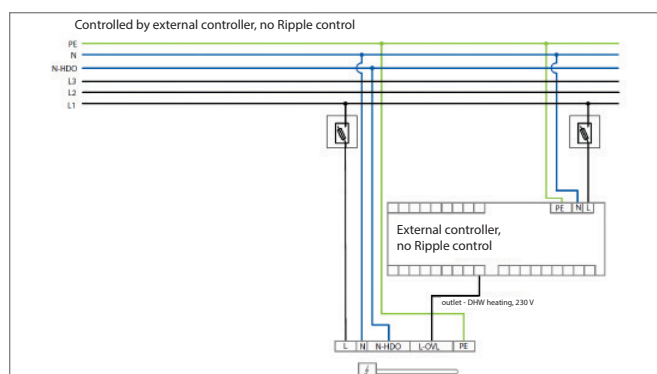 Controlled by external controller, no Ripple control
PE
N
N-HDO
L3
L2
L1
PE N L
External controller,
no Ripple control
outlet - DHW heating, 230 V
L N N-HDO L-OVL PE